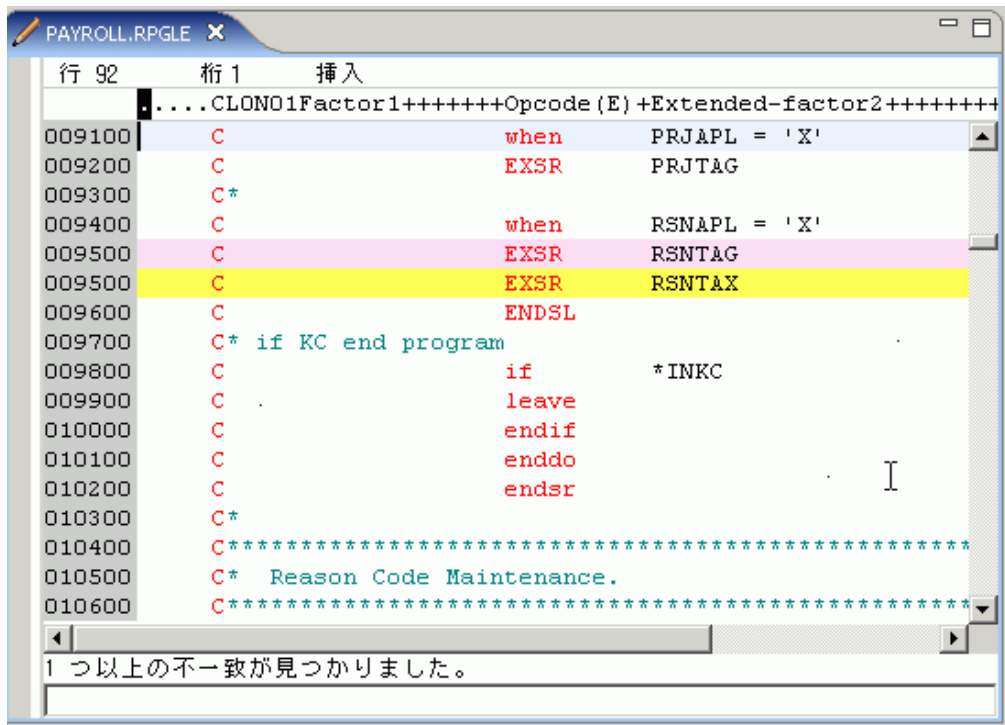 PAYROLL.RPGLE
行 92 桁 1 挿入
.....CLON01Factor1+++++++Opcode(E)+Extended-factor2++++++++
009100 C when PRJAPL = 'X'
009200 C EXSR PRJTAG
009300 C*
009400 C when RSNAPL = 'X'
009500 C EXSR RSNTAG
009500 C EXSR RSNTAX
009600 C ENDSL
009700 C* if KC end program
009800 C if *INKC
009900 C leave
010000 C endif
010100 C enddo
010200 C endsr
010300 C*
010400 C****************************************************
010500 C* Reason Code Maintenance.
010600 C****************************************************
1 つ以上の不一致が見つかりました。